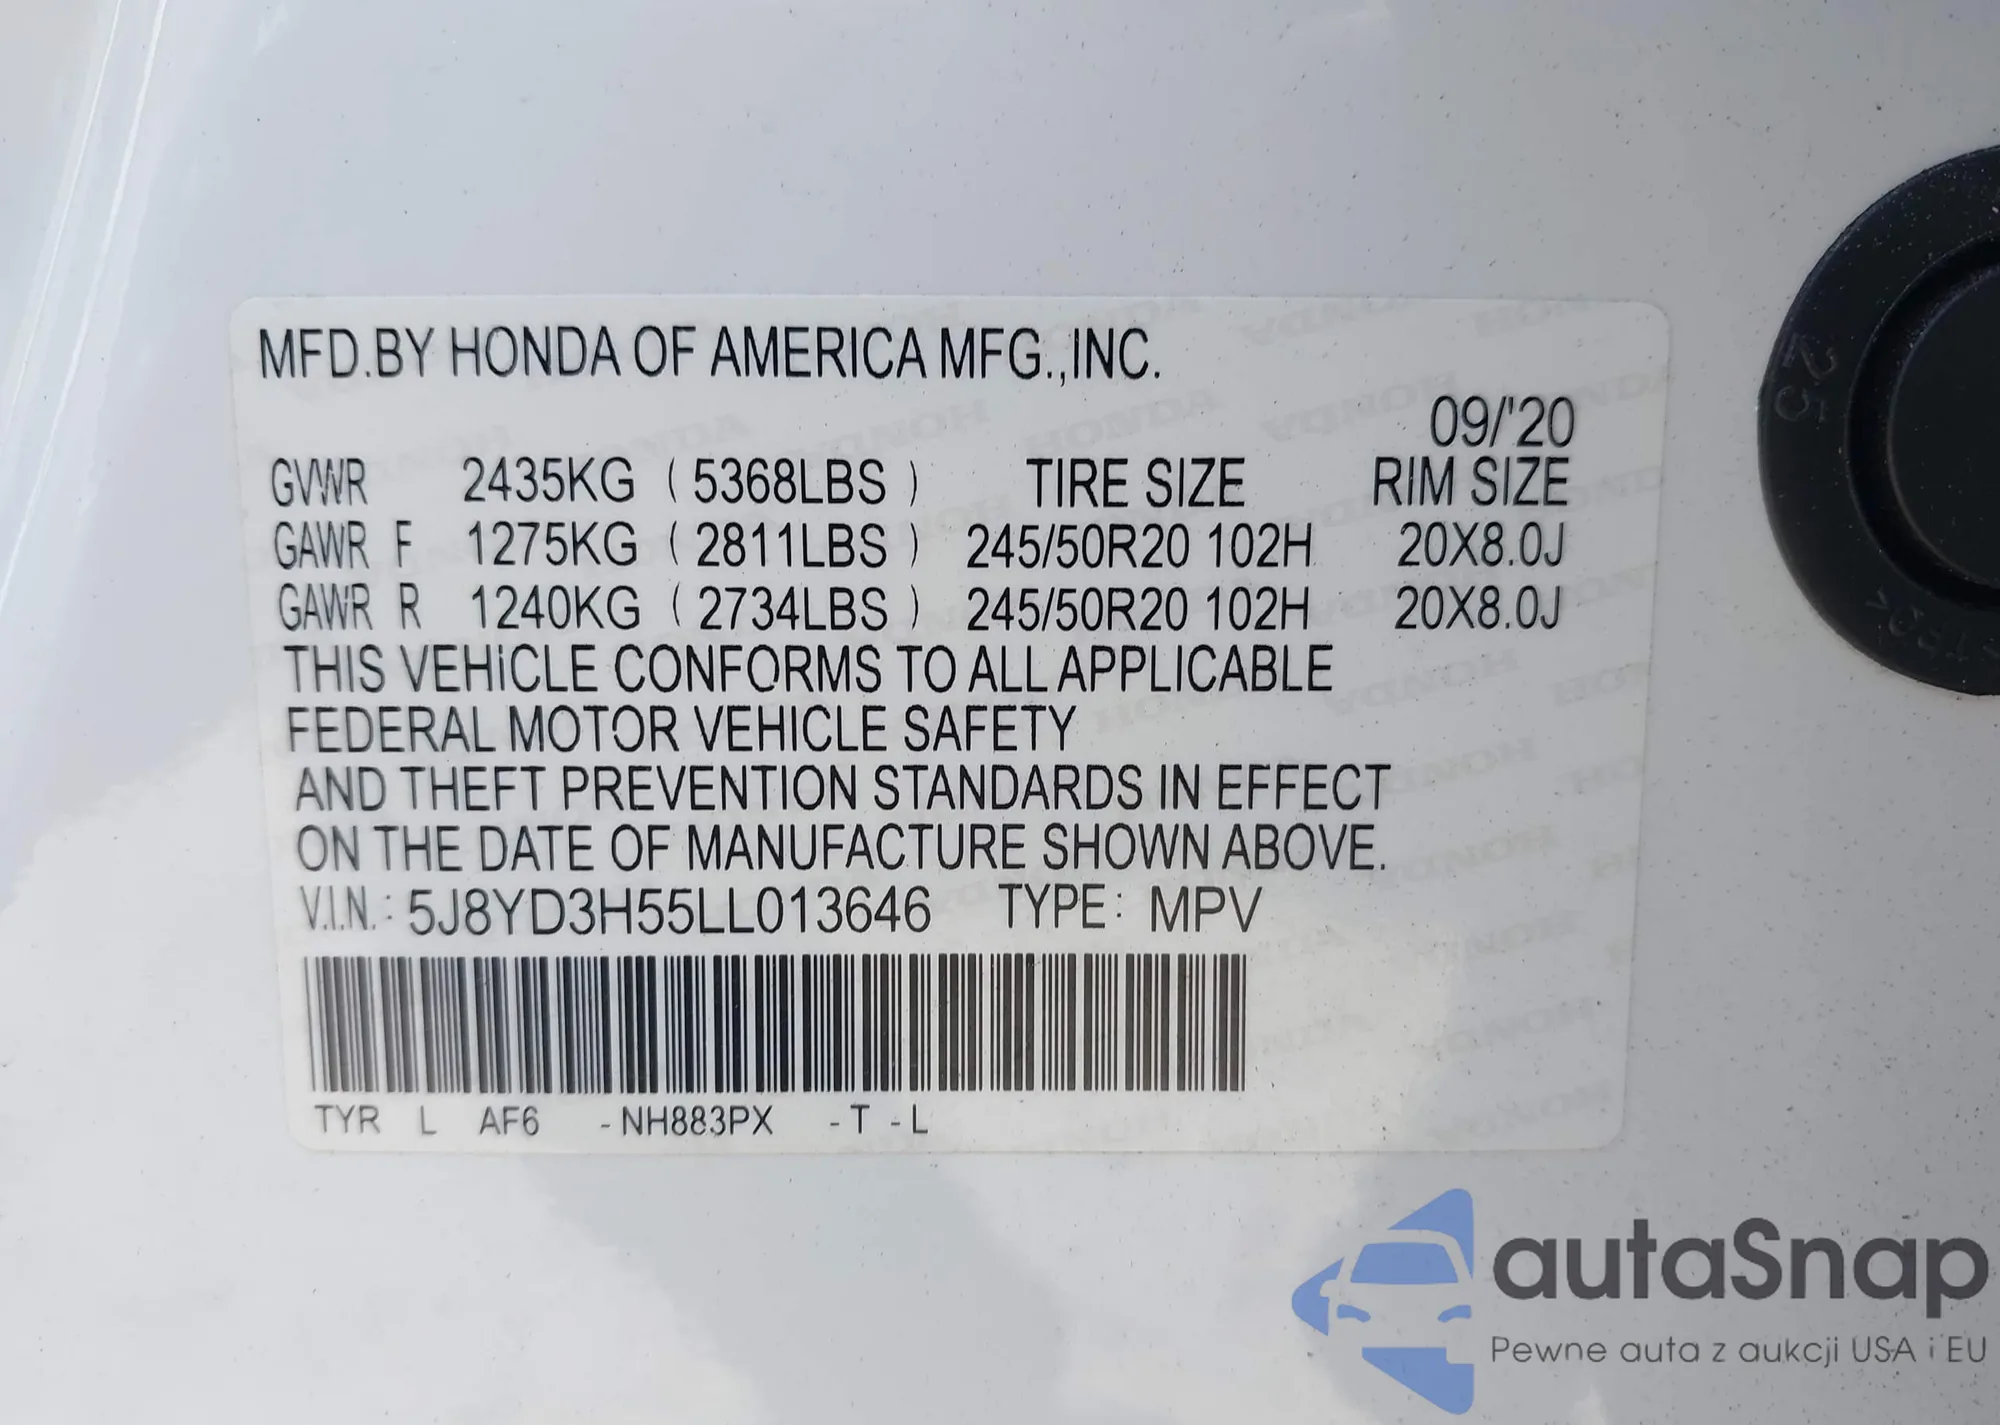 MFD.BY HONDA OF AMERICA MFG.,INC.
09/'20
GVWR 2435KG (5368LBS) TIRE SIZE RIM SIZE
GAWR F 1275KG (2811LBS) 245/50R20 102H 20X8.0J
GAWR R 1240KG (2734LBS) 245/50R20 102H 20X8.0J
THIS VEHICLE CONFORMS TO ALL APPLICABLE
FEDERAL MOTOR VEHICLE SAFETY
AND THEFT PREVENTION STANDARDS IN EFFECT
ON THE DATE OF MANUFACTURE SHOWN ABOVE.
V.I.N.: 5J8YD3H55LL013646 TYPE: MPV
TYR L AF6 -NH883PX -T -L
25
autaSnap
Pewne auta z aukcji USA i EU